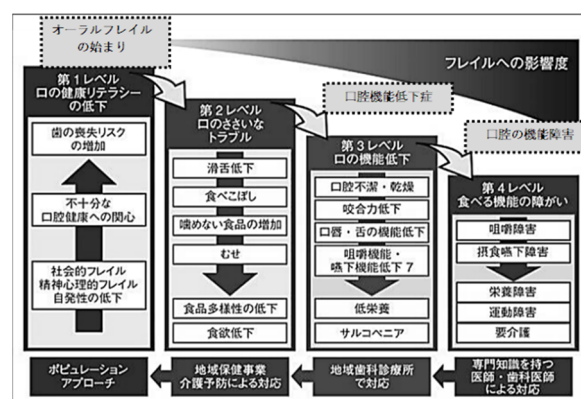 オーラルフレイル
の始まり
フレイルへの影響度
第1レベル
口の健康リテラシー
の低下
歯の喪失リスク
の増加
不十分な
口腔健康への関心
社会的フレイル
精神心理的フレイル
自発性の低下
ポピュレーション
アプローチ
第2レベル
口のささいな
トラブル
滑舌低下
食べこぼし
噛めない食品の増加
むせ
食品多様性の低下
食欲低下
地域保健事業
介護予防による対応
口腔機能低下症
第3レベル
口の機能低下
口腔不潔・乾燥
咬合力低下
口唇・舌の機能低下
咀嚼機能・
嚥下機能低下7
低栄養
サルコペニア
地域歯科診療所
で対応
口腔の機能障害
第4レベル
食べる機能の障がい
咀嚼障害
摂食嚥下障害
栄養障害
運動障害
要介護
専門知識を持つ
医師・歯科医師
による対応